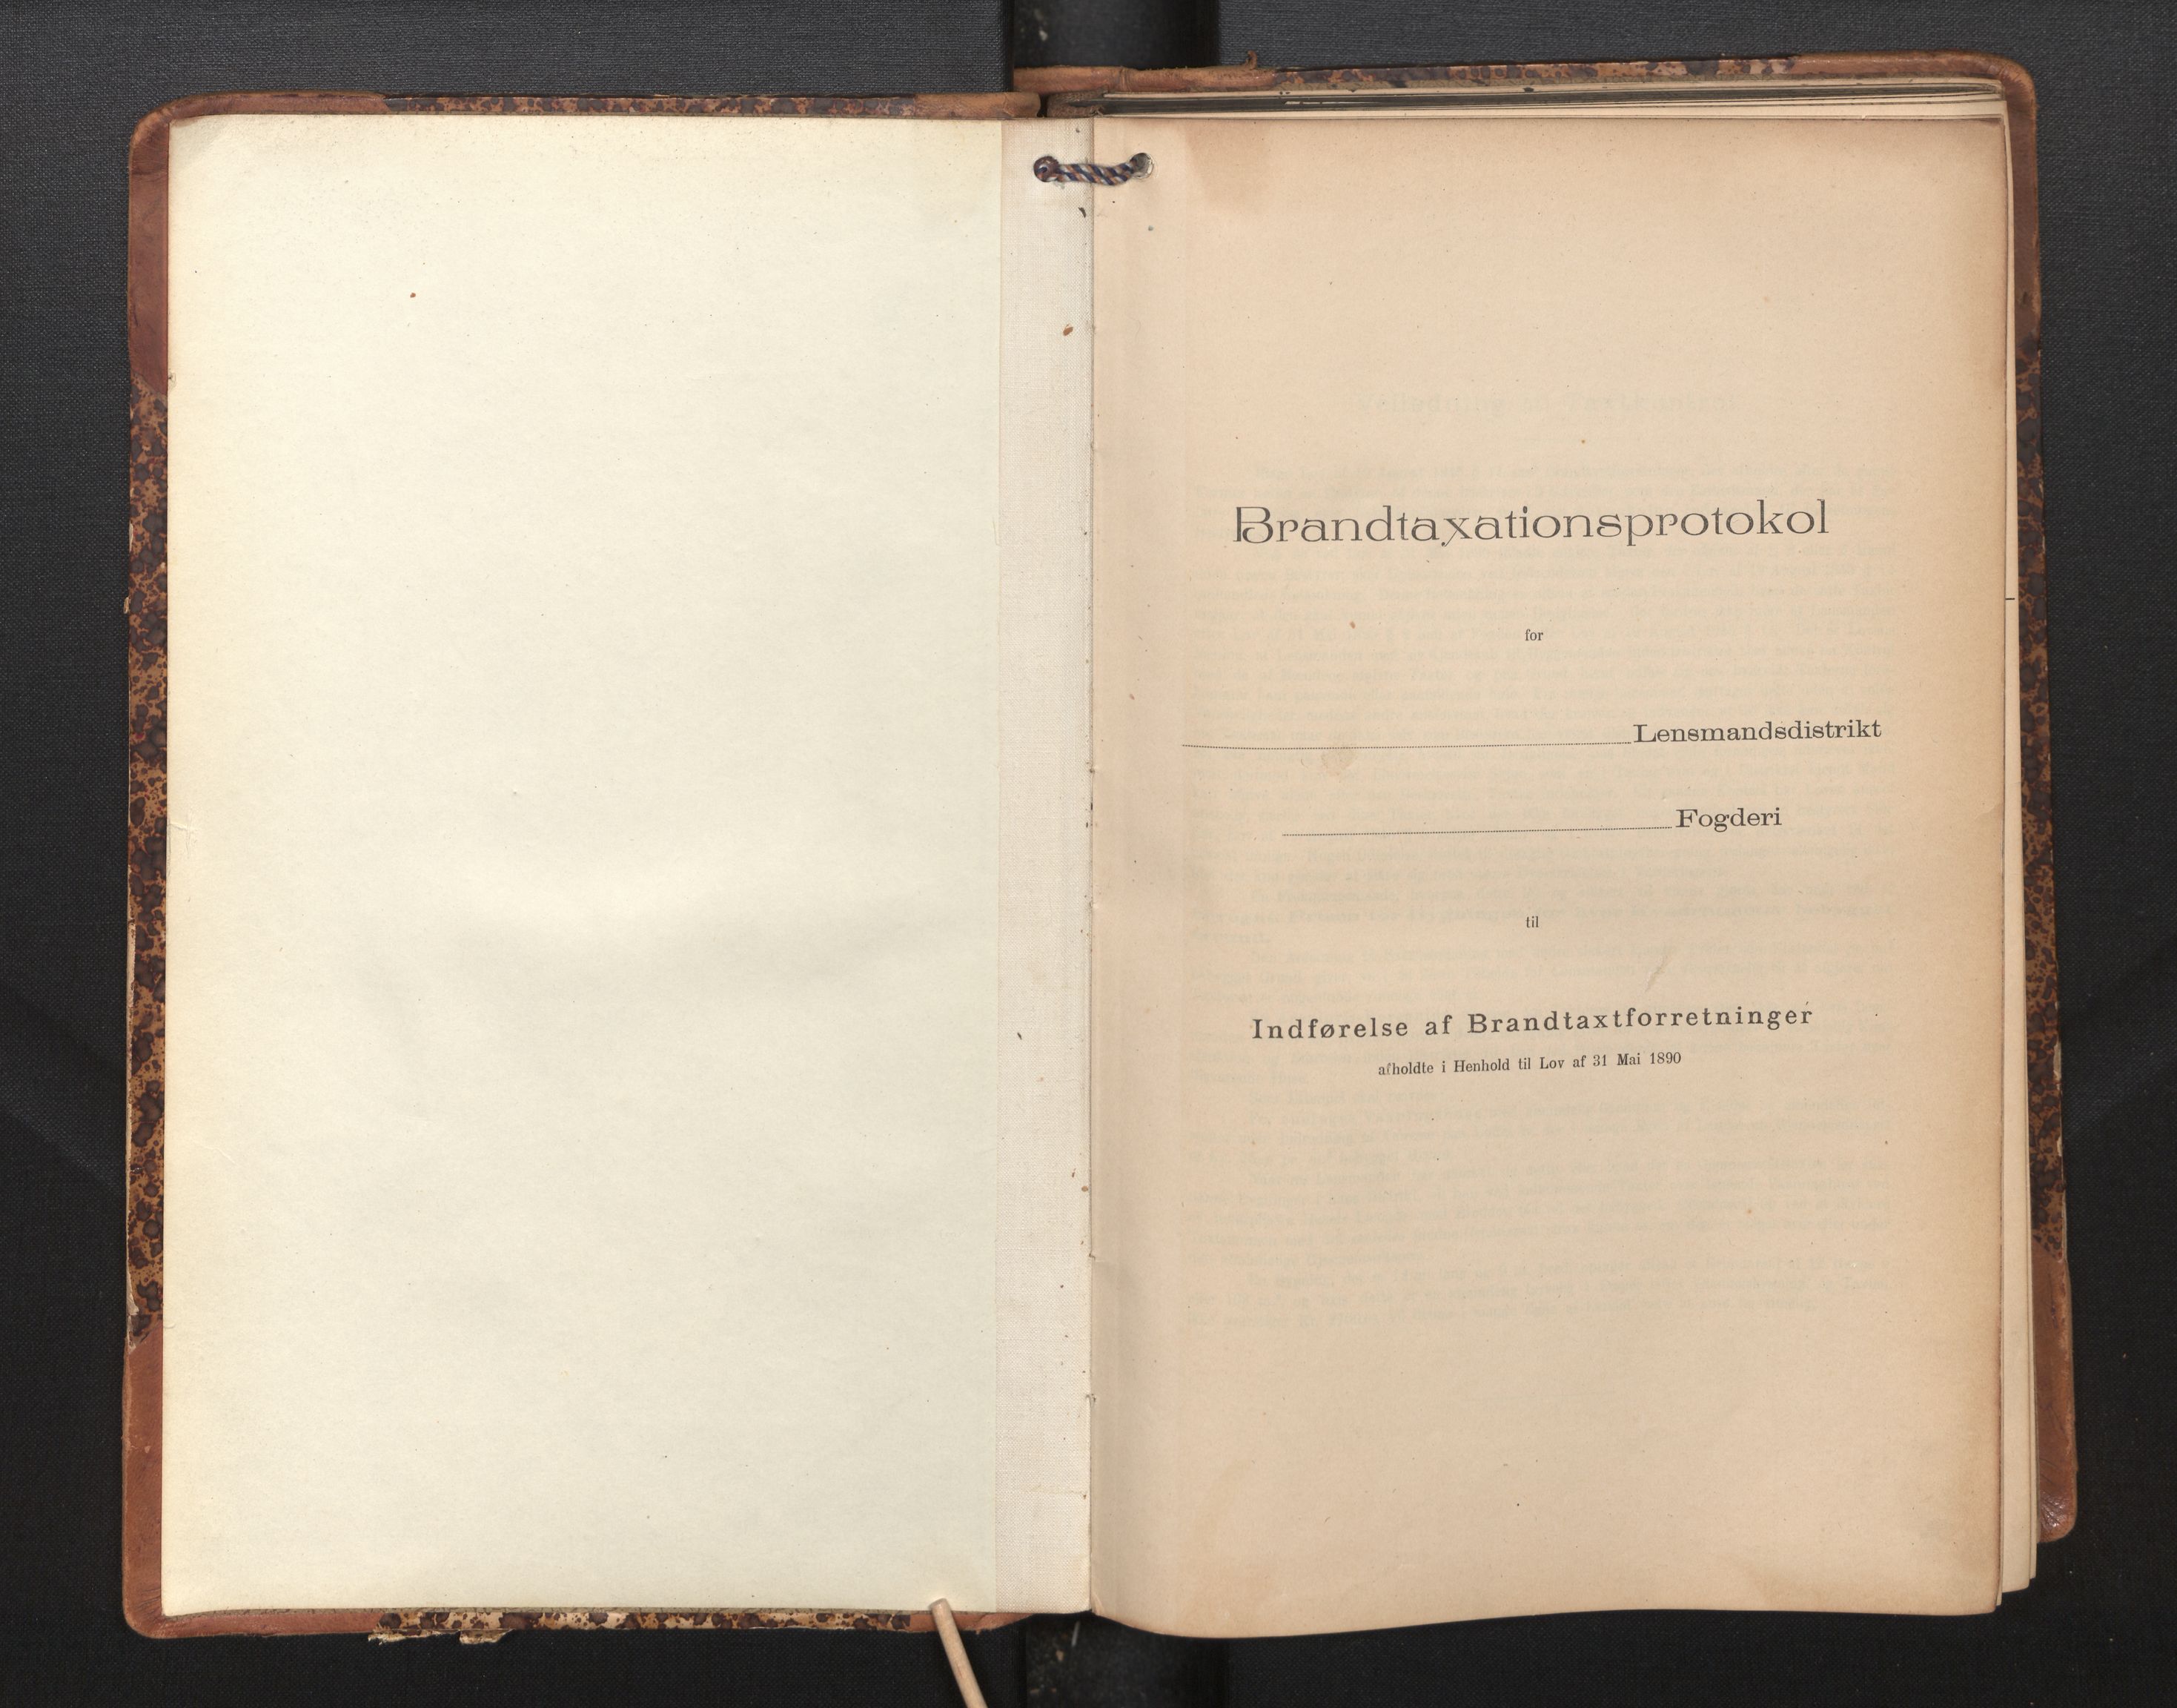 Brandtaxationsprotokol
for
Lensmandsdistrikt
Fogderi
til
Indførelse af Brandtaxtforretninger
afholdte i Henhold til Lov af 31 Mai 1890